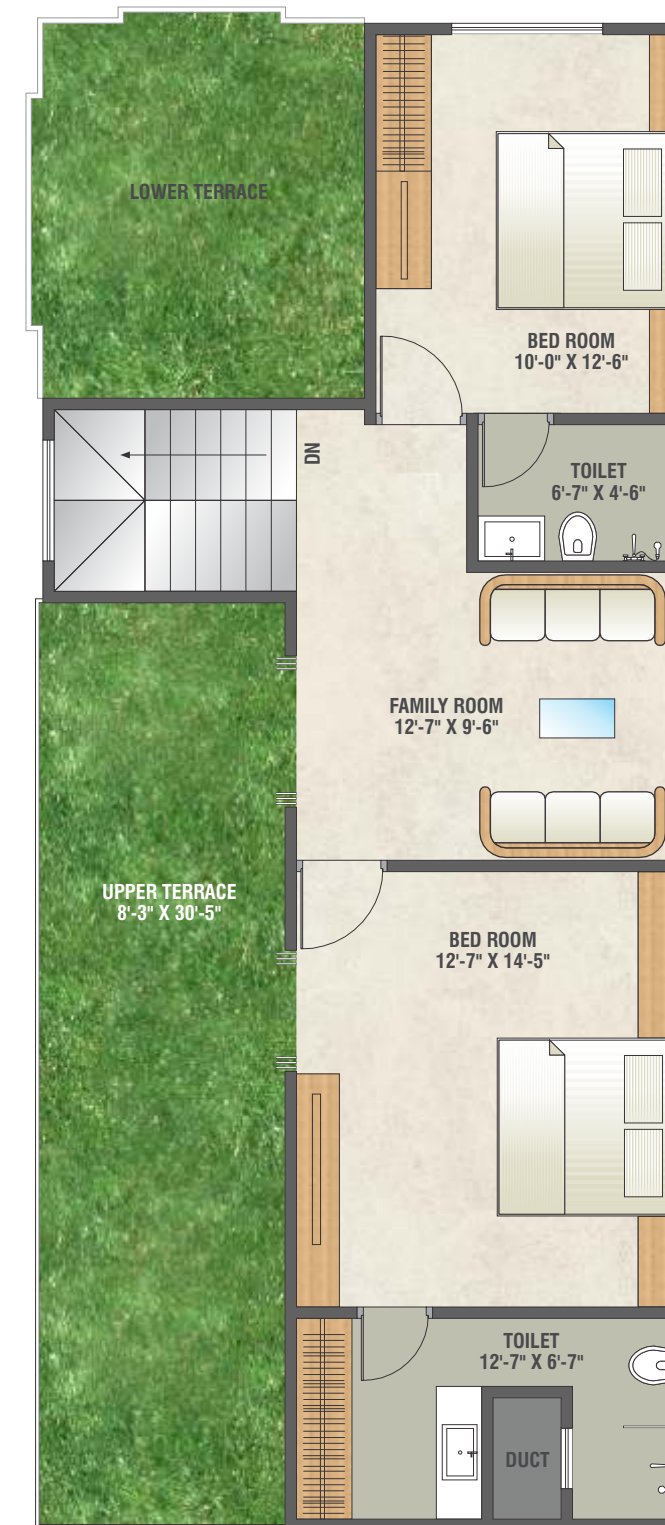 LOWER TERRACE
BED ROOM
10'-0" X 12'-6"
DN
TOILET
6'-7" X 4'-6"
FAMILY ROOM
12'-7" X 9'-6"
UPPER TERRACE
8'-3" X 30'-5"
BED ROOM
12'-7" X 14'-5"
TOILET
12'-7" X 6'-7"
DUCT